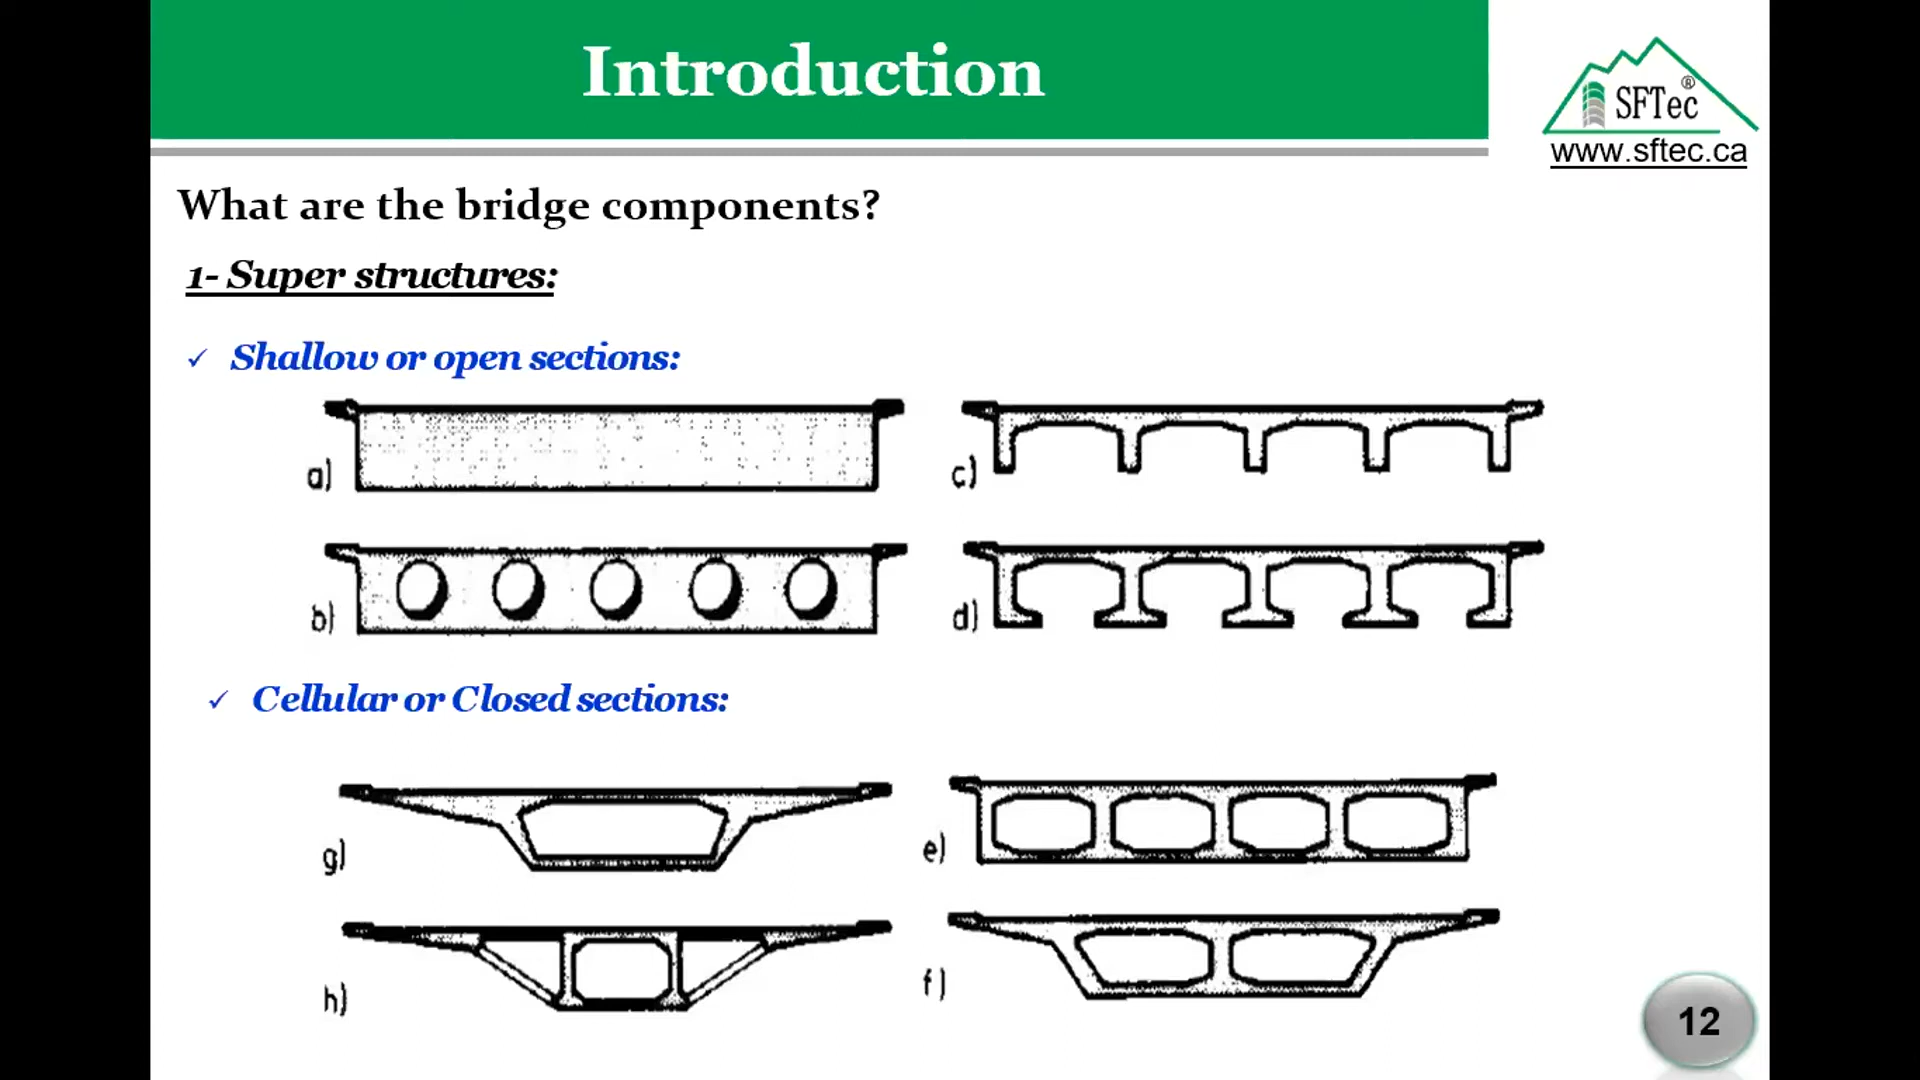 Introduction
SFTec®
www.sftec.ca
What are the bridge components?
1- Super structures:
✓ Shallow or open sections:
a)
c)
b)
d)
✓ Cellular or Closed sections:
g)
e)
h)
f)
12